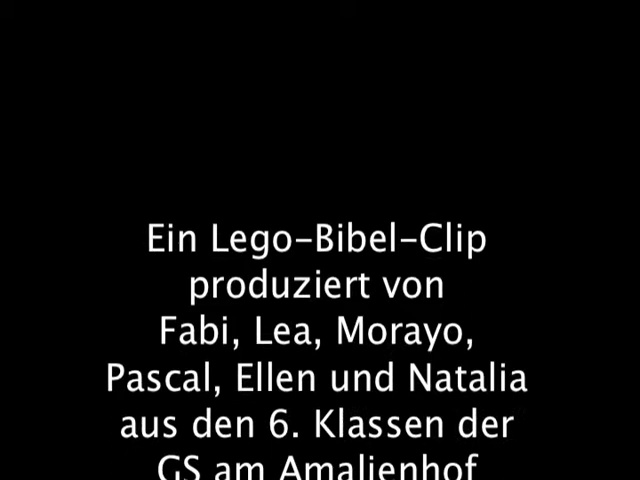 Ein Lego-Bibel-Clip
produziert von
Fabi, Lea, Morayo,
Pascal, Ellen und Natalia
aus den 6. Klassen der
GS am Amalienhof